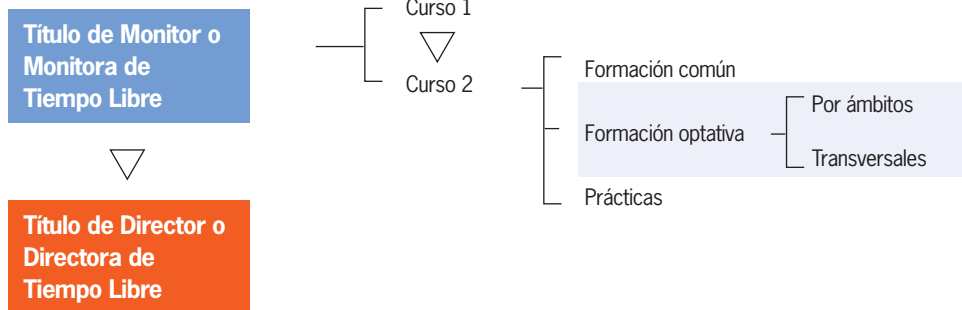 Título de Monitor o
Monitora de
Tiempo Libre
Curso 1
Curso 2
Formación común
Formación optativa
Por ámbitos
Transversales
Prácticas
Título de Director o
Directora de
Tiempo Libre